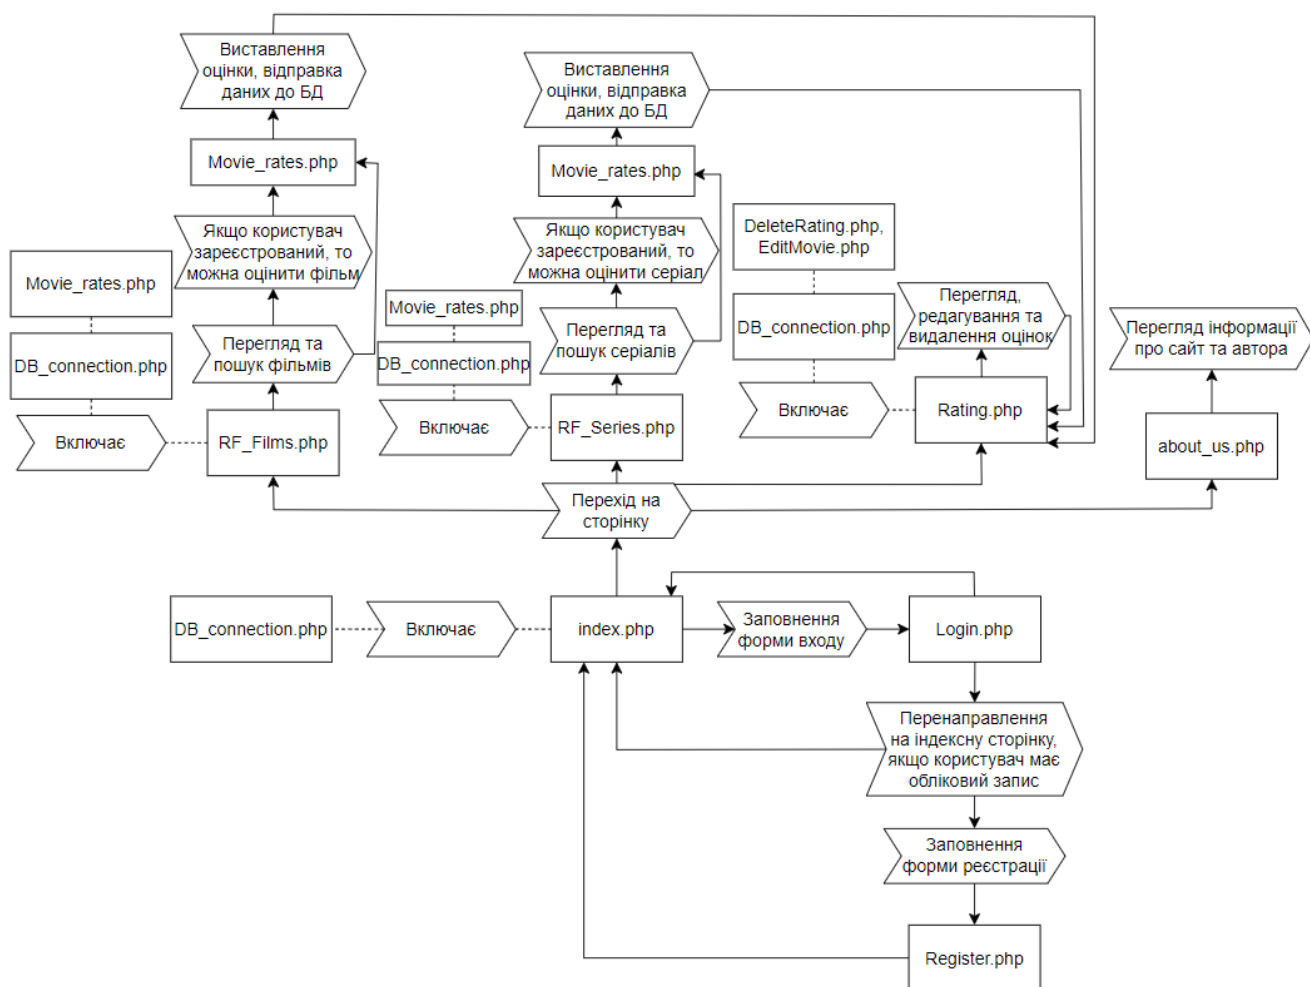 Виставлення
оцінки, відправка
даних до БД
Виставлення
оцінки, відправка
даних до БД
Movie_rates.php
Movie_rates.php
Якщо користувач
зареєстрований, то
можна оцінити фільм
Якщо користувач
зареєстрований, то
можна оцінити серіал
DeleteRating.php,
EditMovie.php
Movie_rates.php
Movie_rates.php
DB_connection.php
Перегляд,
редагування та
видалення оцінок
Перегляд інформації
про сайт та автора
DB_connection.php
Перегляд та
пошук фільмів
DB_connection.php
Перегляд та
пошук серіалів
Включає
RF_Films.php
Включає
RF_Series.php
Включає
Rating.php
about_us.php
Перехід на
сторінку
DB_connection.php
Включає
index.php
Заповнення
форми входу
Login.php
Перенаправлення
на індексну сторінку,
якщо користувач має
обліковий запис
Заповнення
форми реєстрації
Register.php